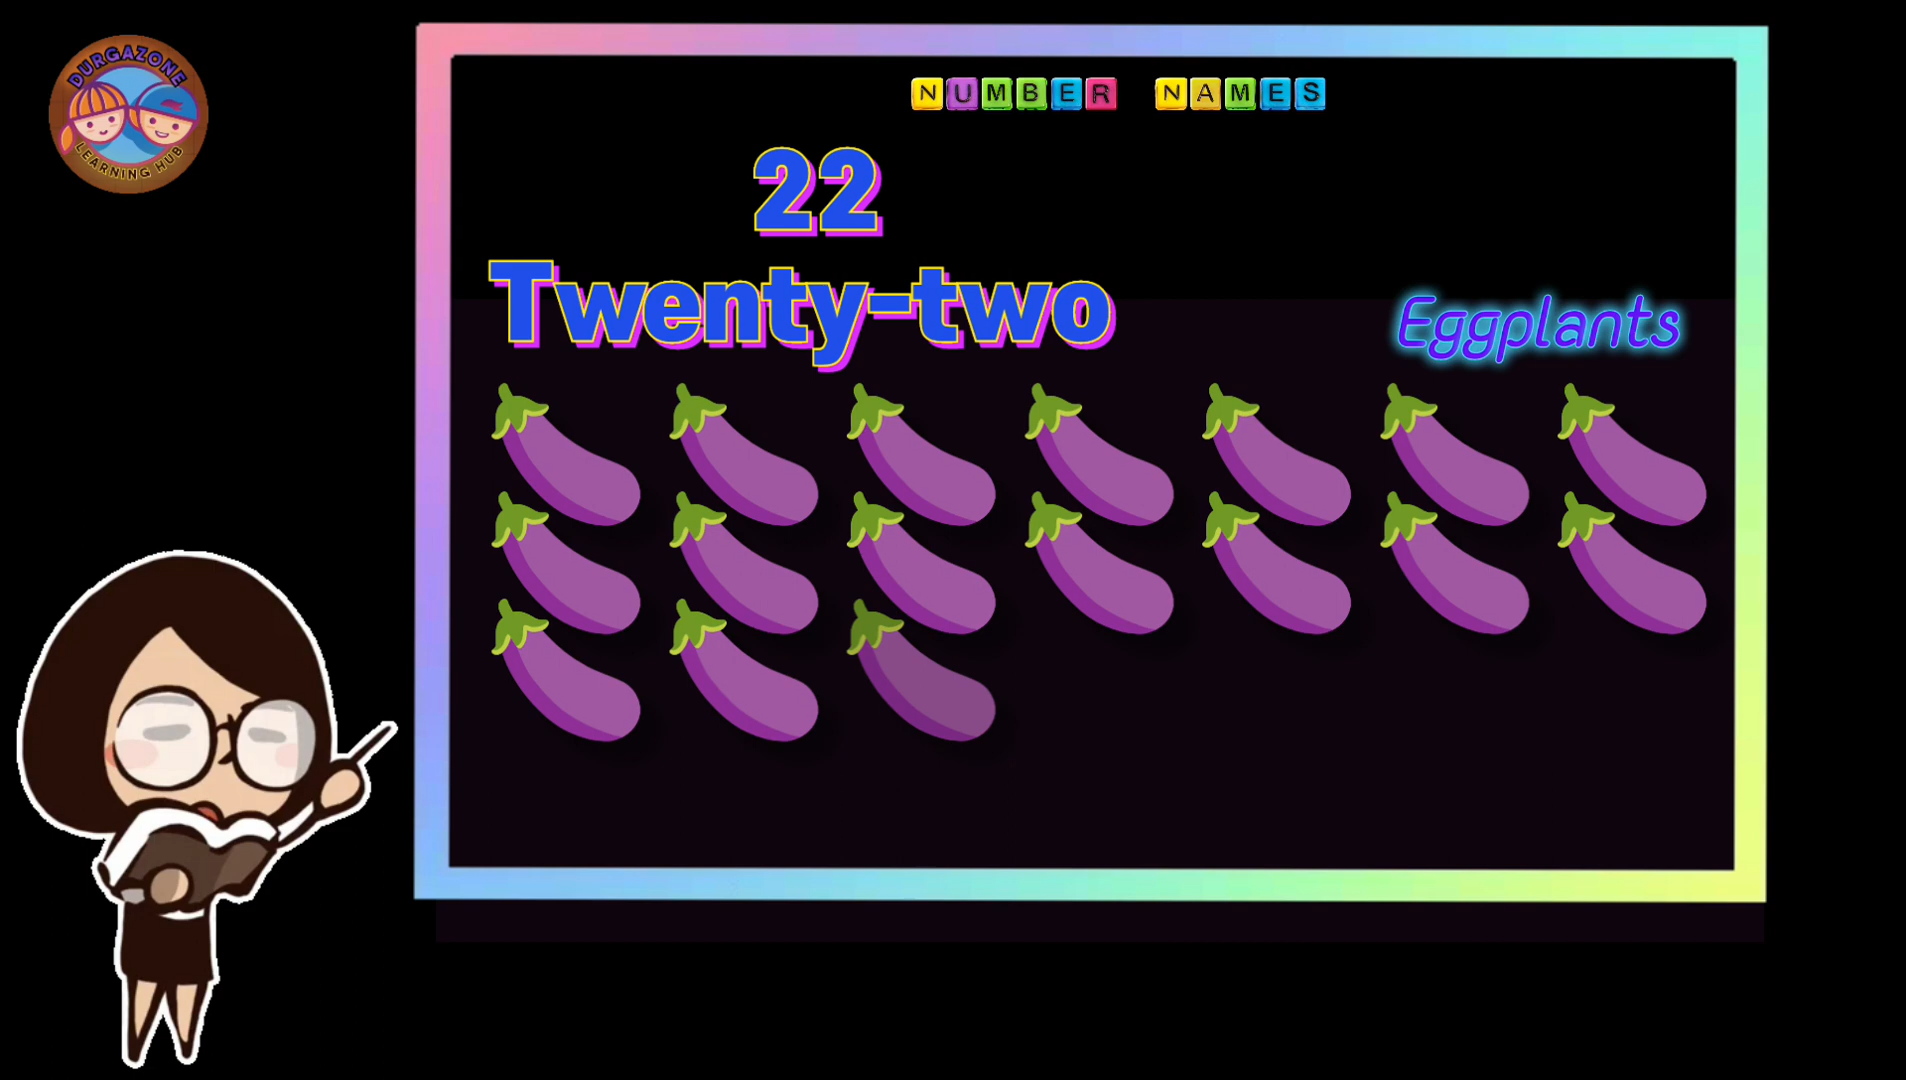 DURGAZONE
LEARNING HUB
NUMBER NAMES
22
Twenty-two
Eggplants